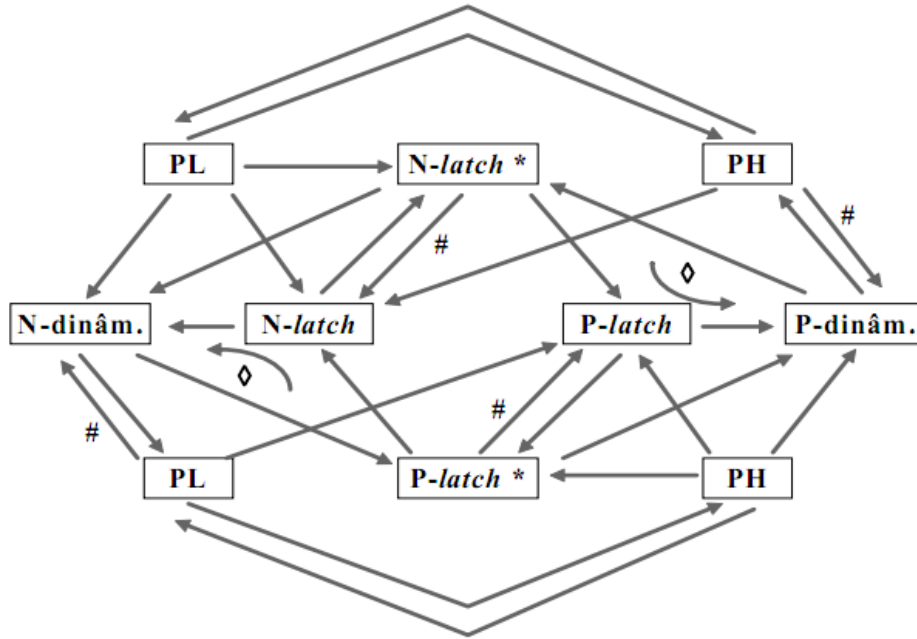 PL N-latch * PH
# #
◊
N-dinâm. N-latch P-latch P-dinâm.
◊
# #
PL P-latch * PH